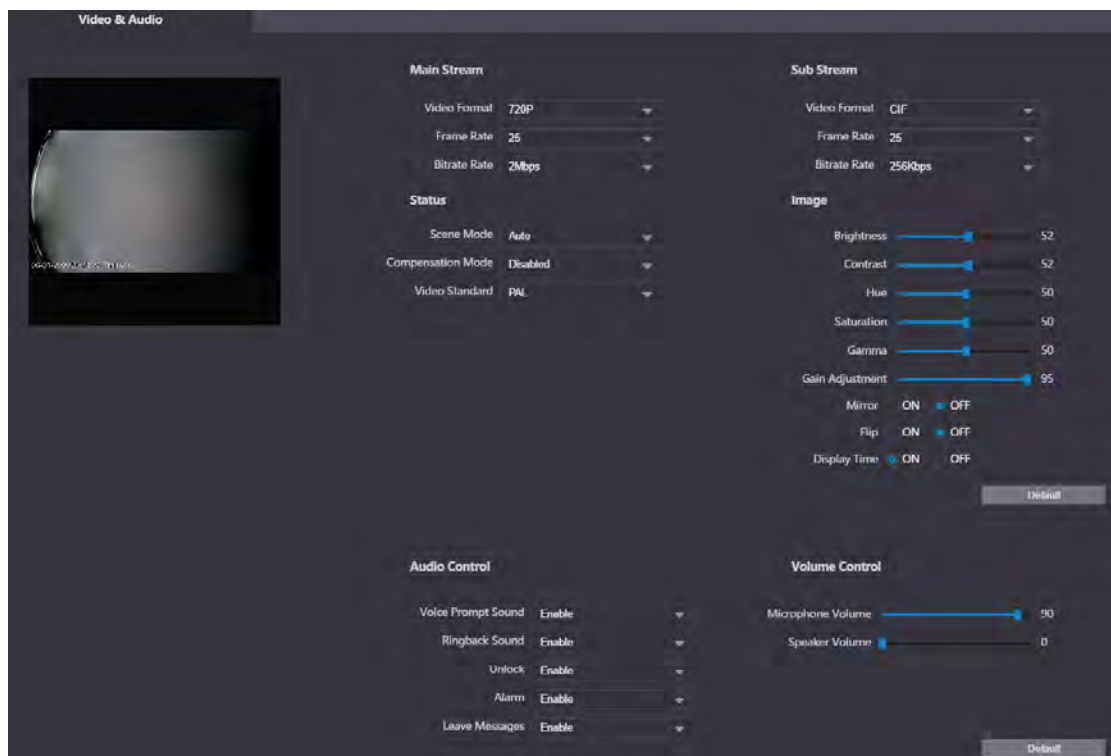 Video & Audio
Main Stream
Video Format 720P
Frame Rate 25
Bitrate Rate 2Mbps
Status
Scene Mode Auto
Compensation Mode Disabled
Video Standard PAL
Sub Stream
Video Format CIF
Frame Rate 25
Bitrate Rate 256Kbps
Image
Brightness 52
Contrast 52
Hue 50
Saturation 50
Gamma 50
Gain Adjustment 95
Mirror ON OFF
Flip ON OFF
Display Time ON OFF
Default
Audio Control
Voice Prompt Sound Enable
Ringback Sound Enable
Unlock Enable
Alarm Enable
Leave Messages Enable
Volume Control
Microphone Volume 90
Speaker Volume 0
Default